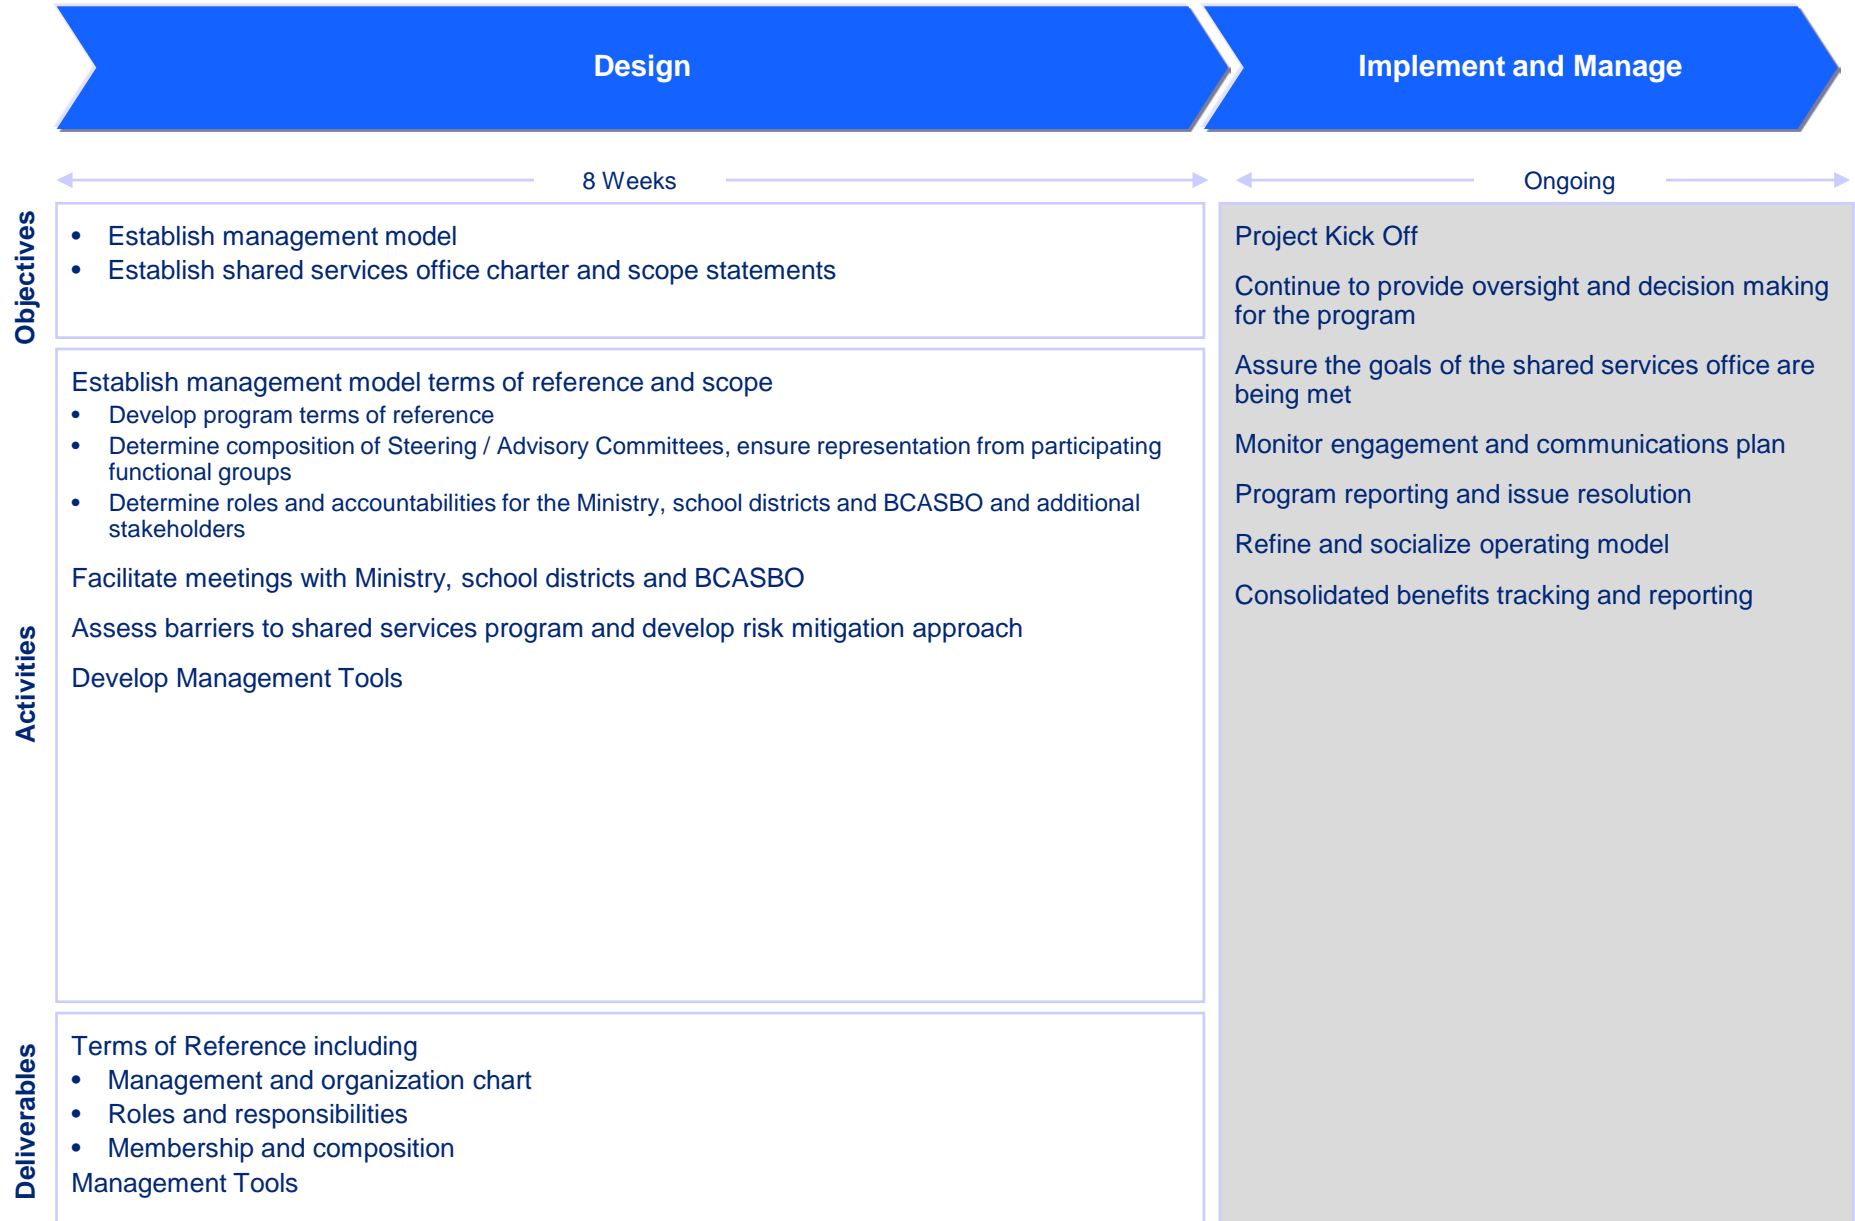 Design
Implement and Manage
8 Weeks
Ongoing
Objectives
• Establish management model
• Establish shared services office charter and scope statements
Activities
Establish management model terms of reference and scope
• Develop program terms of reference
• Determine composition of Steering / Advisory Committees, ensure representation from participating
functional groups
• Determine roles and accountabilities for the Ministry, school districts and BCASBO and additional
stakeholders
Facilitate meetings with Ministry, school districts and BCASBO
Assess barriers to shared services program and develop risk mitigation approach
Develop Management Tools
Deliverables
Terms of Reference including
• Management and organization chart
• Roles and responsibilities
• Membership and composition
Management Tools
Project Kick Off
Continue to provide oversight and decision making
for the program
Assure the goals of the shared services office are
being met
Monitor engagement and communications plan
Program reporting and issue resolution
Refine and socialize operating model
Consolidated benefits tracking and reporting